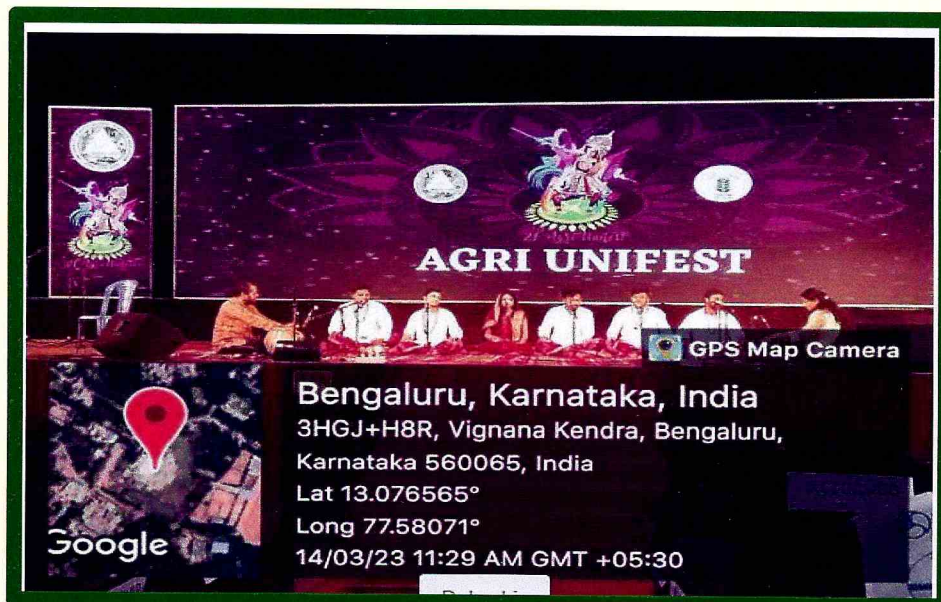 AGRI UNIFEST
GPS Map Camera
Bengaluru, Karnataka, India
3HGJ+H8R, Vignana Kendra, Bengaluru,
Karnataka 560065, India
Lat 13.076565°
Long 77.58071°
Google
14/03/23 11:29 AM GMT +05:30